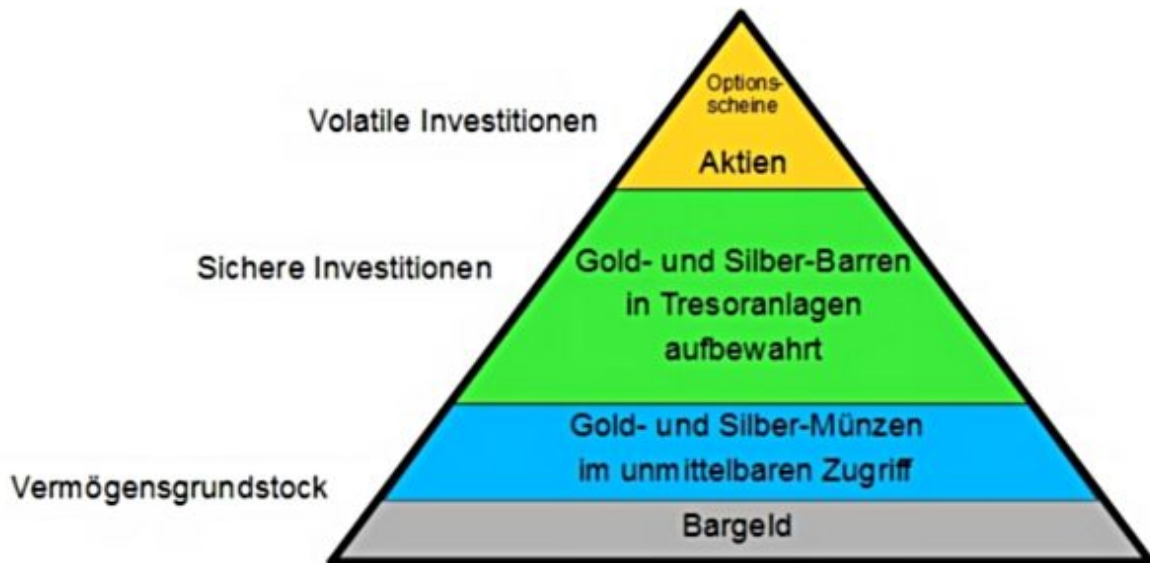 Options-
scheine
Volatile Investitionen
Aktien
Sichere Investitionen
Gold- und Silber-Barren
in Tresoranlagen
aufbewahrt
Gold- und Silber-Münzen
im unmittelbaren Zugriff
Vermögensgrundstock
Bargeld